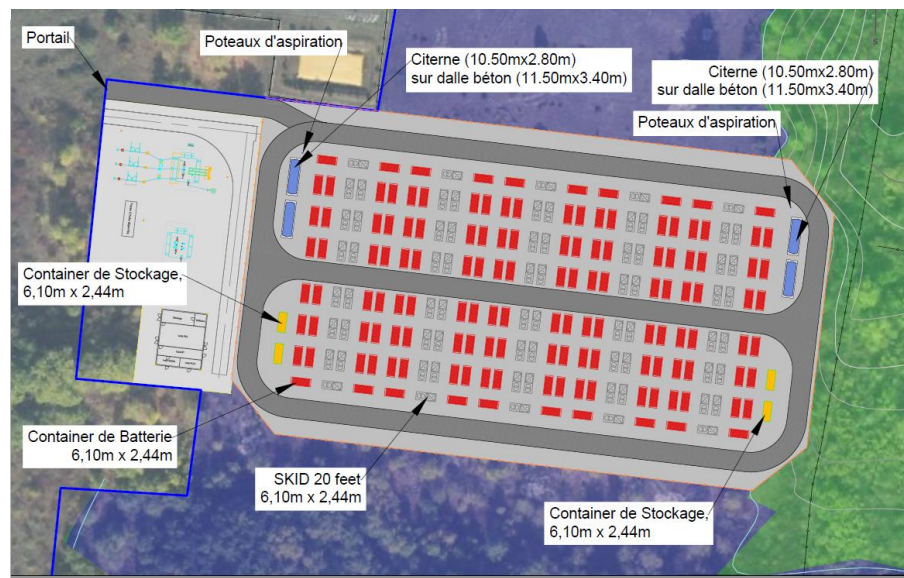 Portail
Poteaux d'aspiration
Citerne (10.50mx2.80m)
sur dalle béton (11.50mx3.40m)
Citerne (10.50mx2.80m)
sur dalle béton (11.50mx3.40m)
Poteaux d'aspiration
Container de Stockage,
6,10m x 2,44m
Container de Batterie
6,10m x 2,44m
SKID 20 feet
6,10m x 2,44m
Container de Stockage,
6,10m x 2,44m